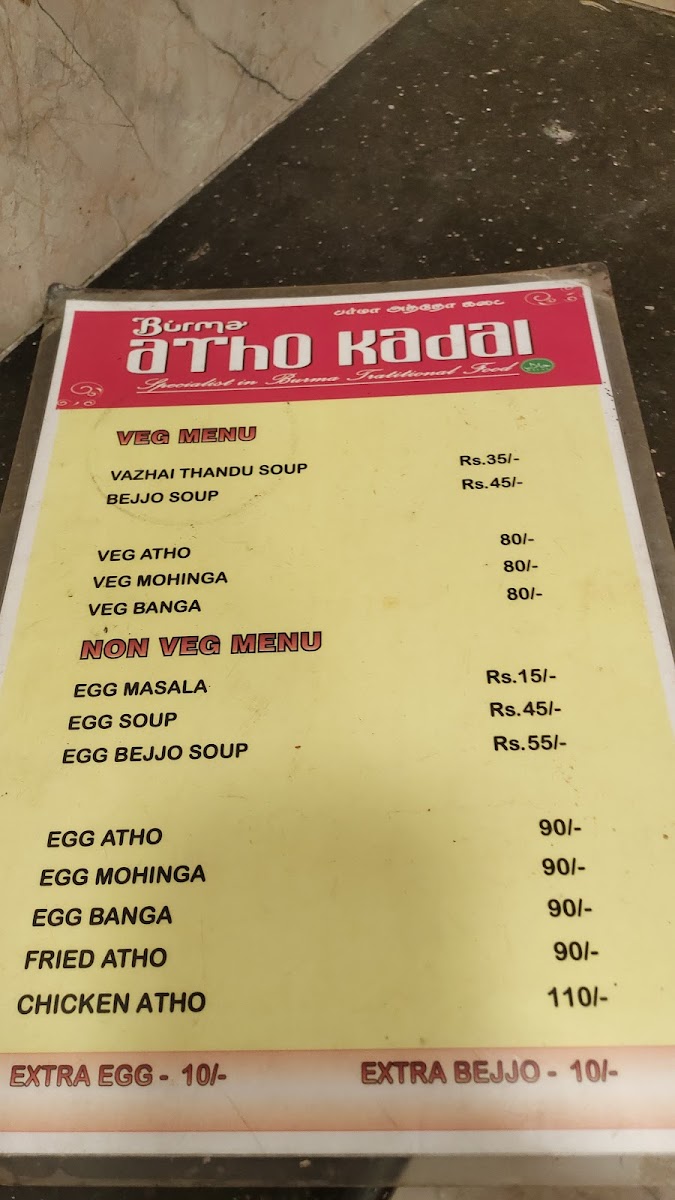 பர்மா அத்தோ கடை
Burma
aTho Kadai
Specialist in Burma Tratitional Food
VEG MENU
VAZHAI THANDU SOUP Rs.35/-
BEJJO SOUP Rs.45/-
VEG ATHO 80/-
VEG MOHINGA 80/-
VEG BANGA 80/-
NON VEG MENU
EGG MASALA Rs.15/-
EGG SOUP Rs.45/-
EGG BEJJO SOUP Rs.55/-
EGG ATHO 90/-
EGG MOHINGA 90/-
EGG BANGA 90/-
FRIED ATHO 90/-
CHICKEN ATHO 110/-
EXTRA EGG - 10/- EXTRA BEJJO - 10/-